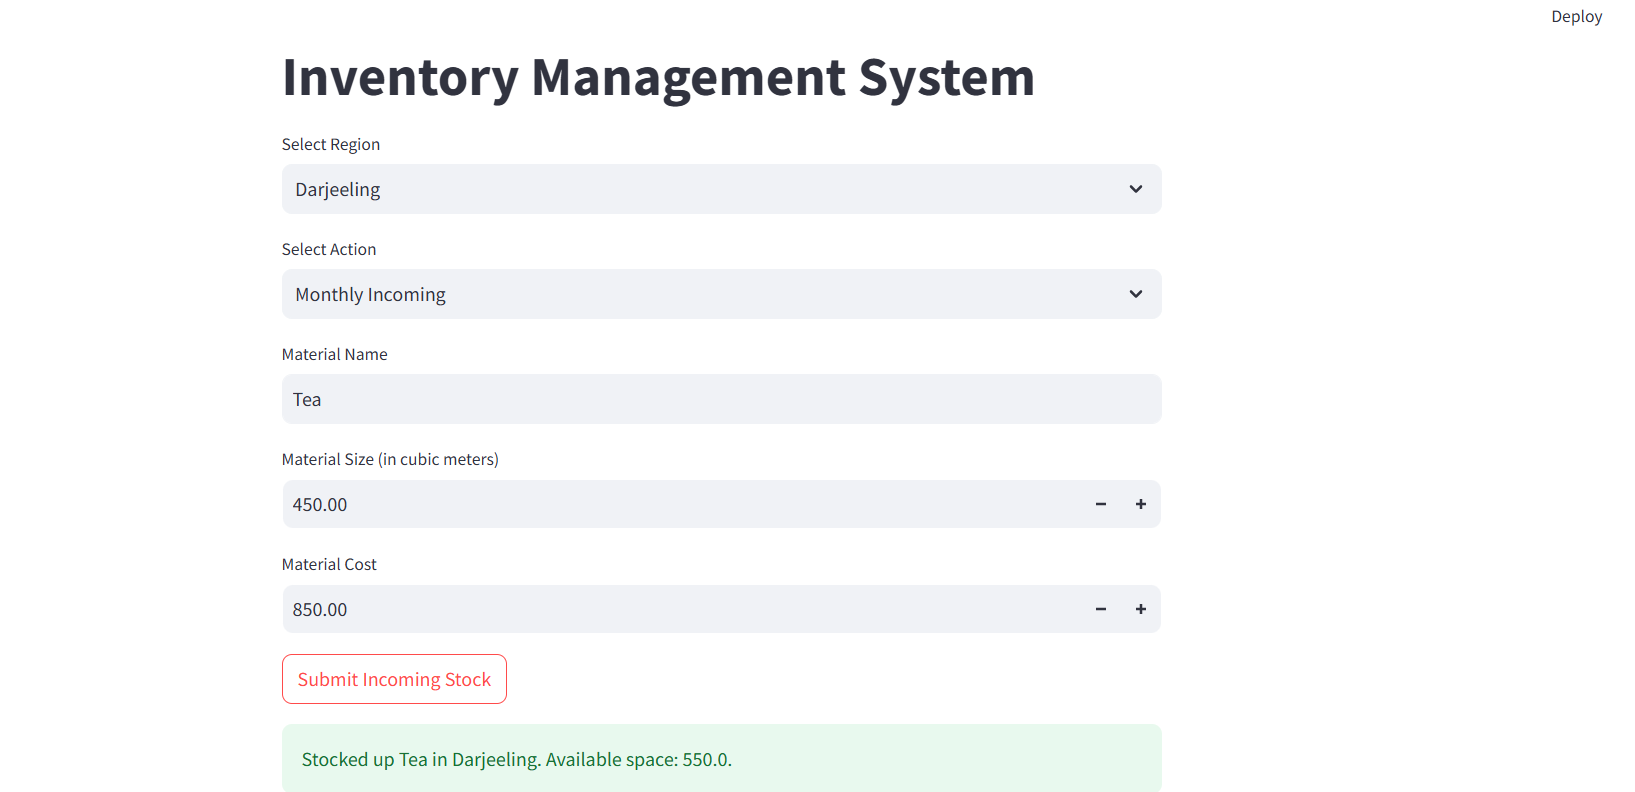 Deploy
Inventory Management System
Select Region
Darjeeling
Select Action
Monthly Incoming
Material Name
Tea
Material Size (in cubic meters)
450.00
Material Cost
850.00
Submit Incoming Stock
Stocked up Tea in Darjeeling. Available space: 550.0.